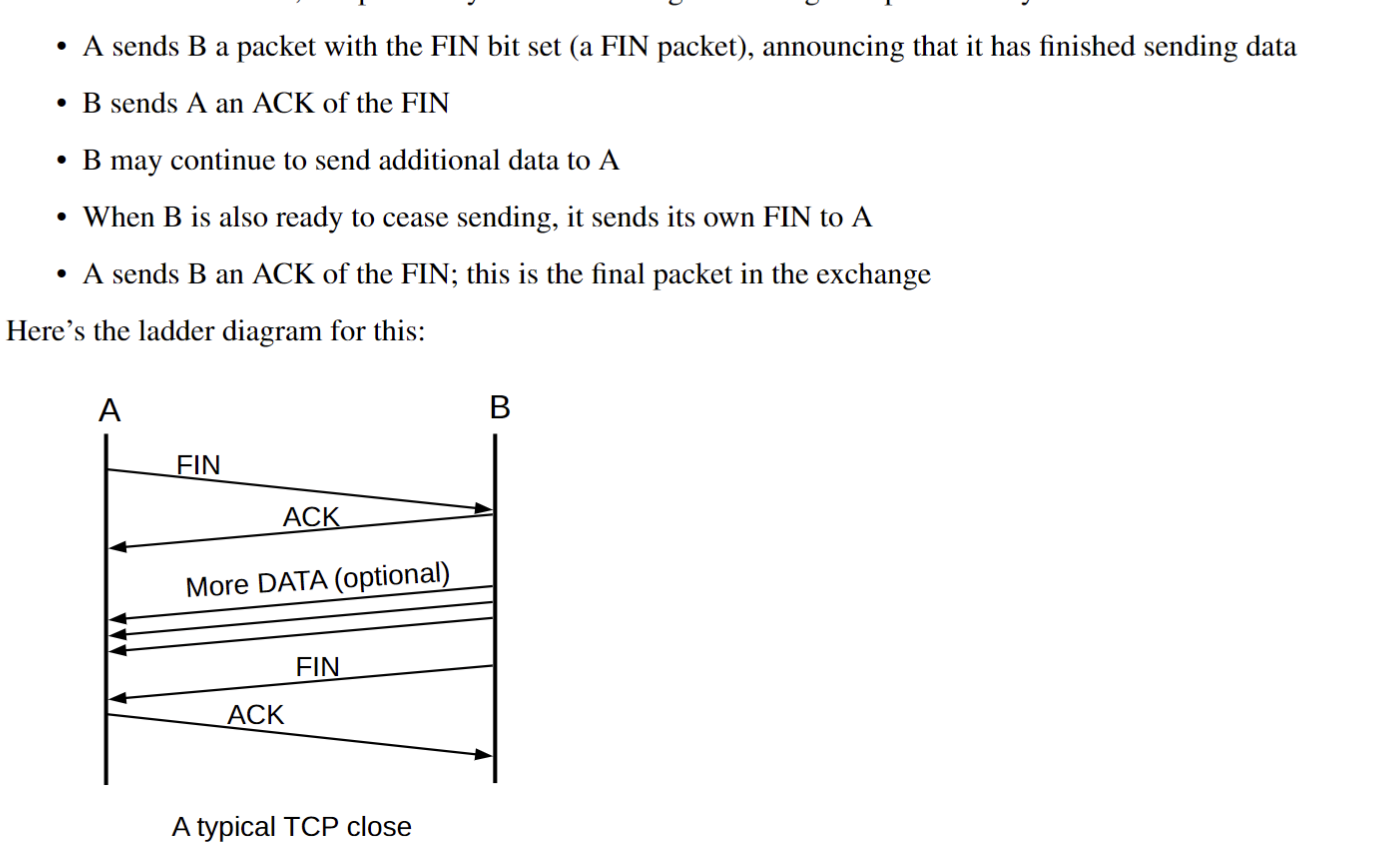 • A sends B a packet with the FIN bit set (a FIN packet), announcing that it has finished sending data
• B sends A an ACK of the FIN
• B may continue to send additional data to A
• When B is also ready to cease sending, it sends its own FIN to A
• A sends B an ACK of the FIN; this is the final packet in the exchange
Here’s the ladder diagram for this:
A
B
FIN
ACK
More DATA (optional)
FIN
ACK
A typical TCP close